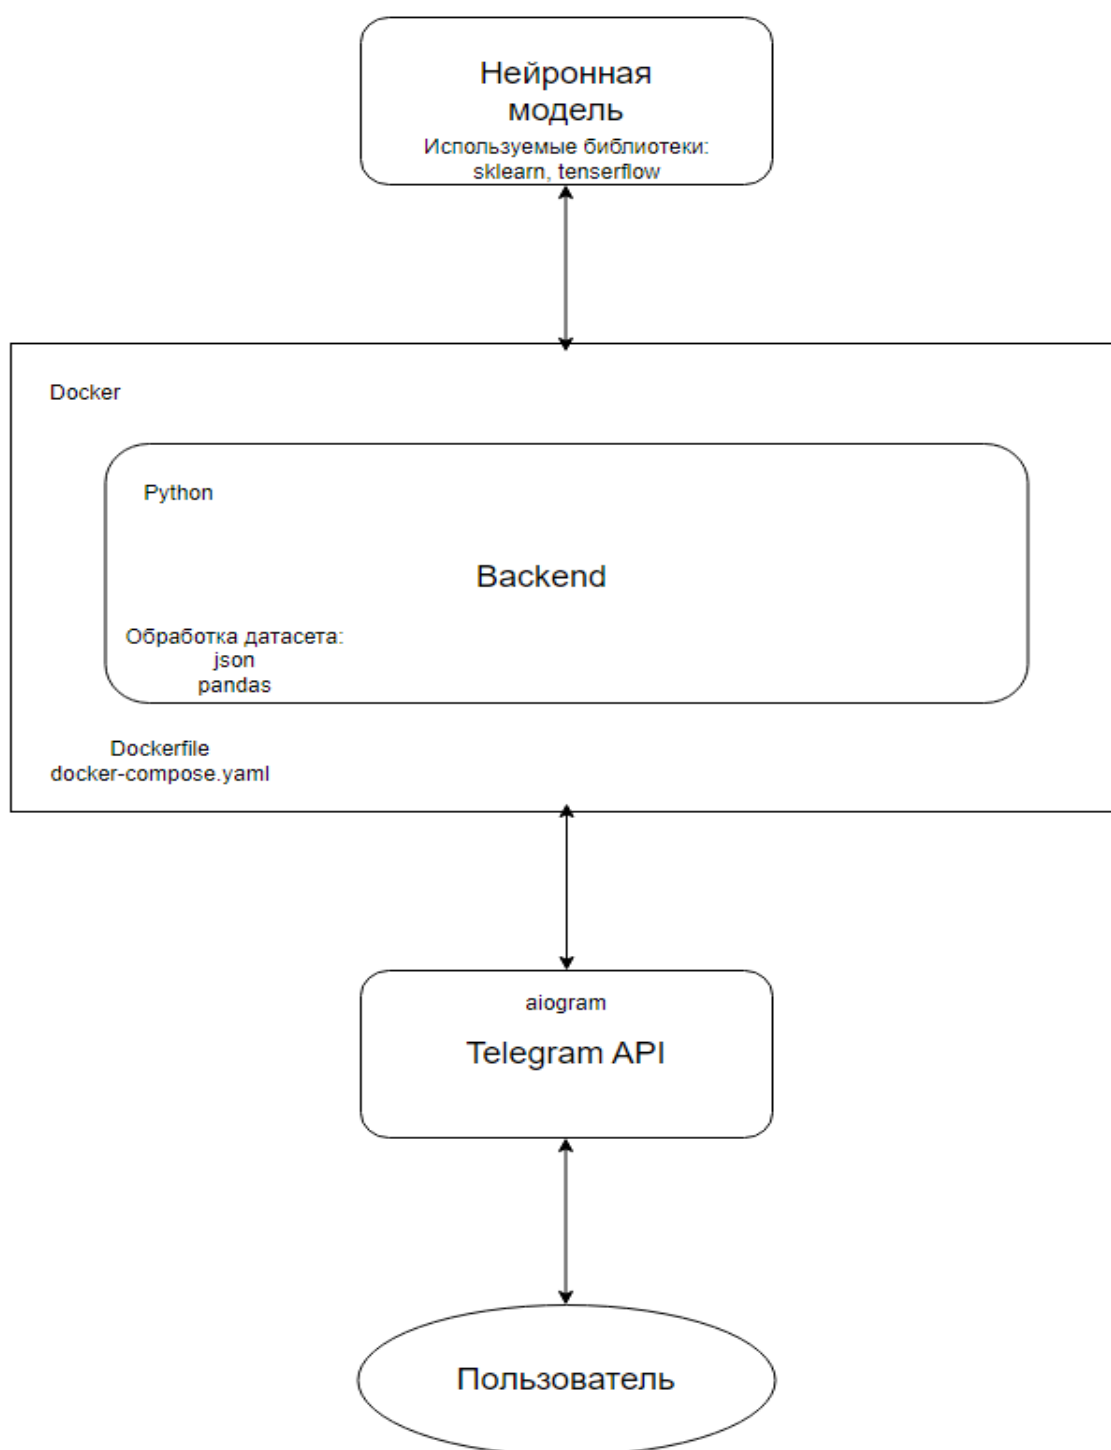 Нейронная
модель
Используемые библиотеки:
sklearn, tenserflow
Docker
Python
Backend
Обработка датасета:
json
pandas
Dockerfile
docker-compose.yaml
aiogram
Telegram API
Пользователь